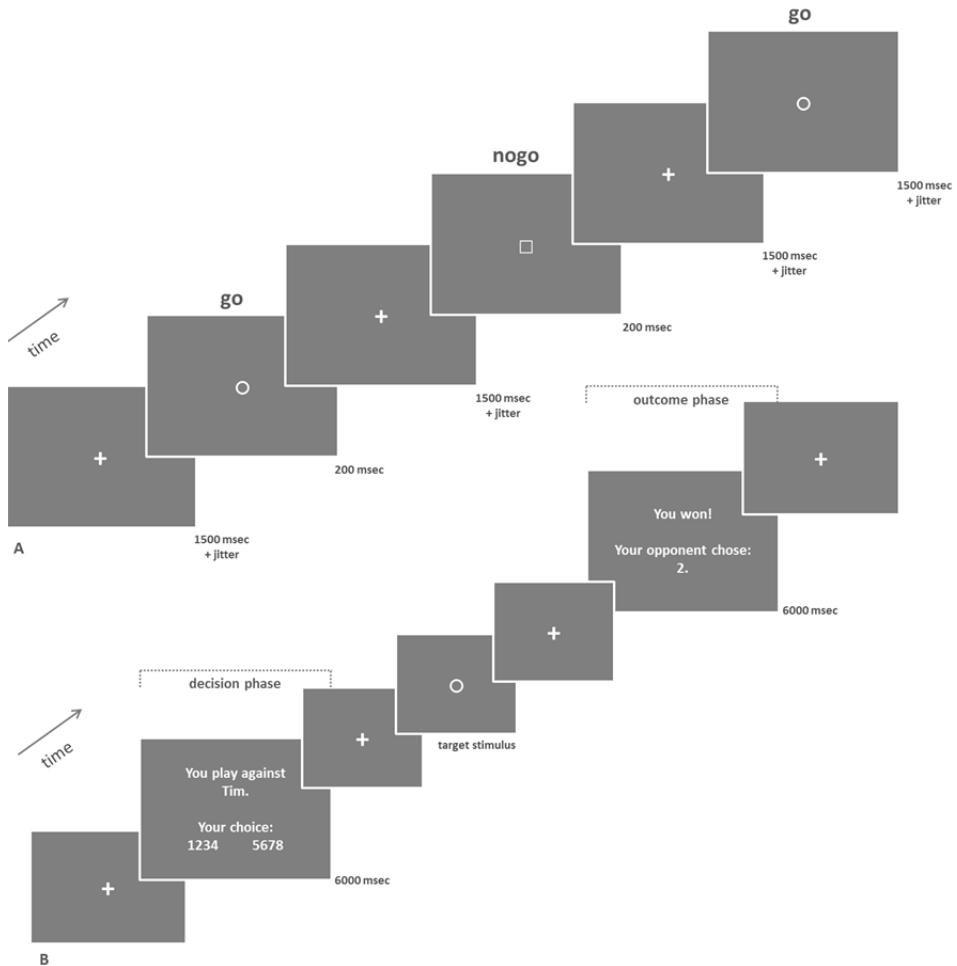 go
1500 msec
+ jitter
nogo
1500 msec
+ jitter
200 msec
go
1500 msec
+ jitter
200 msec
time
1500 msec
+ jitter
A
outcome phase
You won!
Your opponent chose:
2.
6000 msec
target stimulus
decision phase
time
You play against
Tim.
Your choice:
1234 5678
6000 msec
B